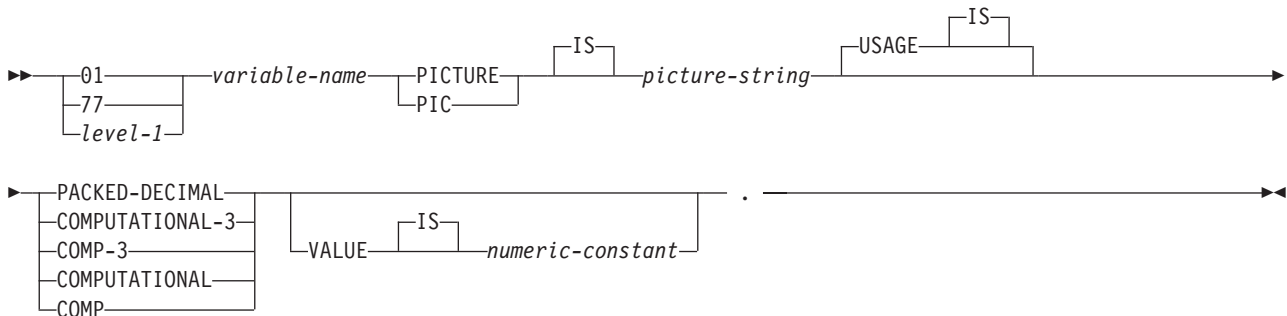 IS
IS USAGE
01 variable-name PICTURE picture-string
77 PIC
level-1
PACKED-DECIMAL .
COMPUTATIONAL-3 IS
COMP-3 VALUE numeric-constant
COMPUTATIONAL
COMP